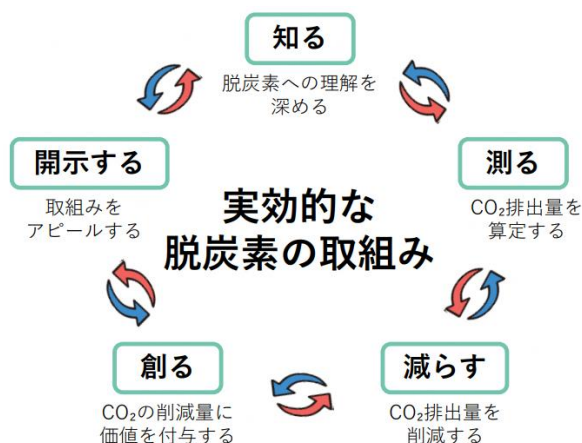 知る
脱炭素への理解を
深める
開示する
取組みを
アピールする
測る
CO₂排出量を
算定する
実効的な
脱炭素の取組み
創る
CO₂の削減量に
価値を付与する
減らす
CO₂排出量を
削減する